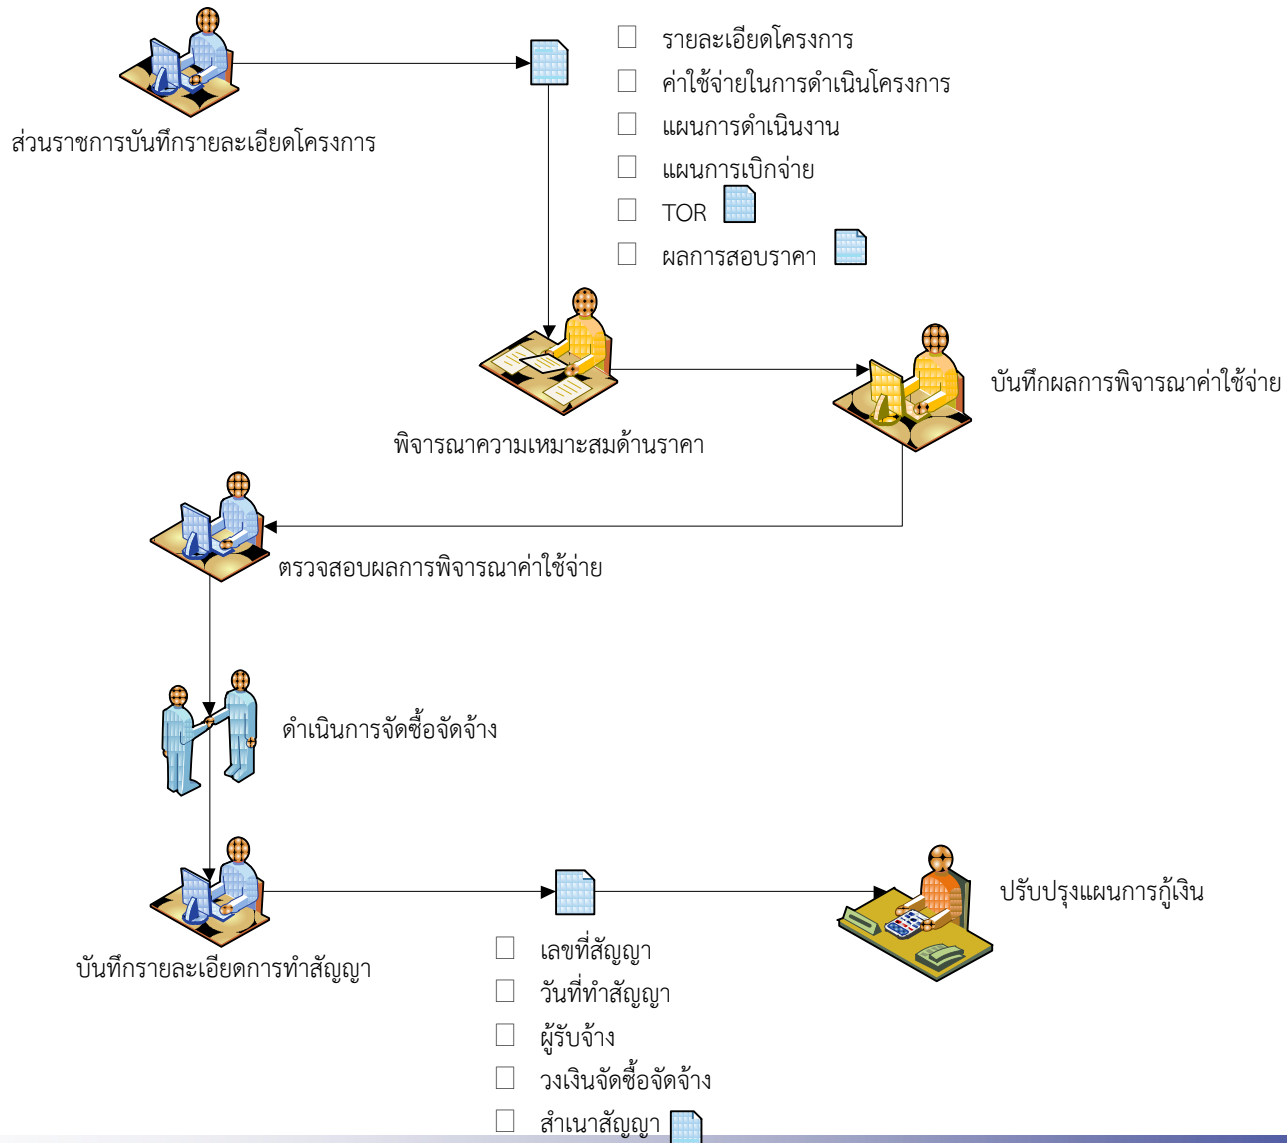 รายละเอียดโครงการ
ค่าใช้จ่ายในการดำเนินโครงการ
แผนการดำเนินงาน
แผนการเบิกจ่าย
TOR
ผลการสอบราคา
ส่วนราชการบันทึกรายละเอียดโครงการ
บันทึกผลการพิจารณาค่าใช้จ่าย
พิจารณาความเหมาะสมด้านราคา
ตรวจสอบผลการพิจารณาค่าใช้จ่าย
ดำเนินการจัดซื้อจัดจ้าง
ปรับปรุงแผนการกู้เงิน
บันทึกรายละเอียดการทำสัญญา
เลขที่สัญญา
วันที่ทำสัญญา
ผู้รับจ้าง
วงเงินจัดซื้อจัดจ้าง
สำเนาสัญญา